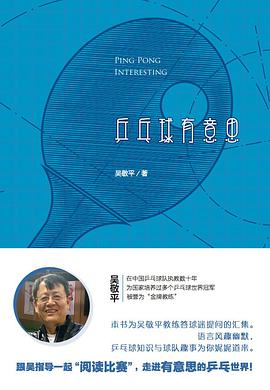 PING PONG
INTERESTING
乒乓球有意思
吴敬平/著
吴敬平
在中国乒乓球队执教数十年
为国家培养过多个乒乓球世界冠军
被誉为“金牌教练”
本书为吴敬平教练答球迷提问的汇集。
语言风趣幽默，
乒乓球知识与球队趣事为你娓娓道来。
跟吴指导一起“阅读比赛”，走进有意思的乒乓世界！